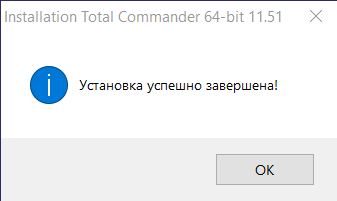 Installation Total Commander 64-bit 11.51
Установка успешно завершена!
OK